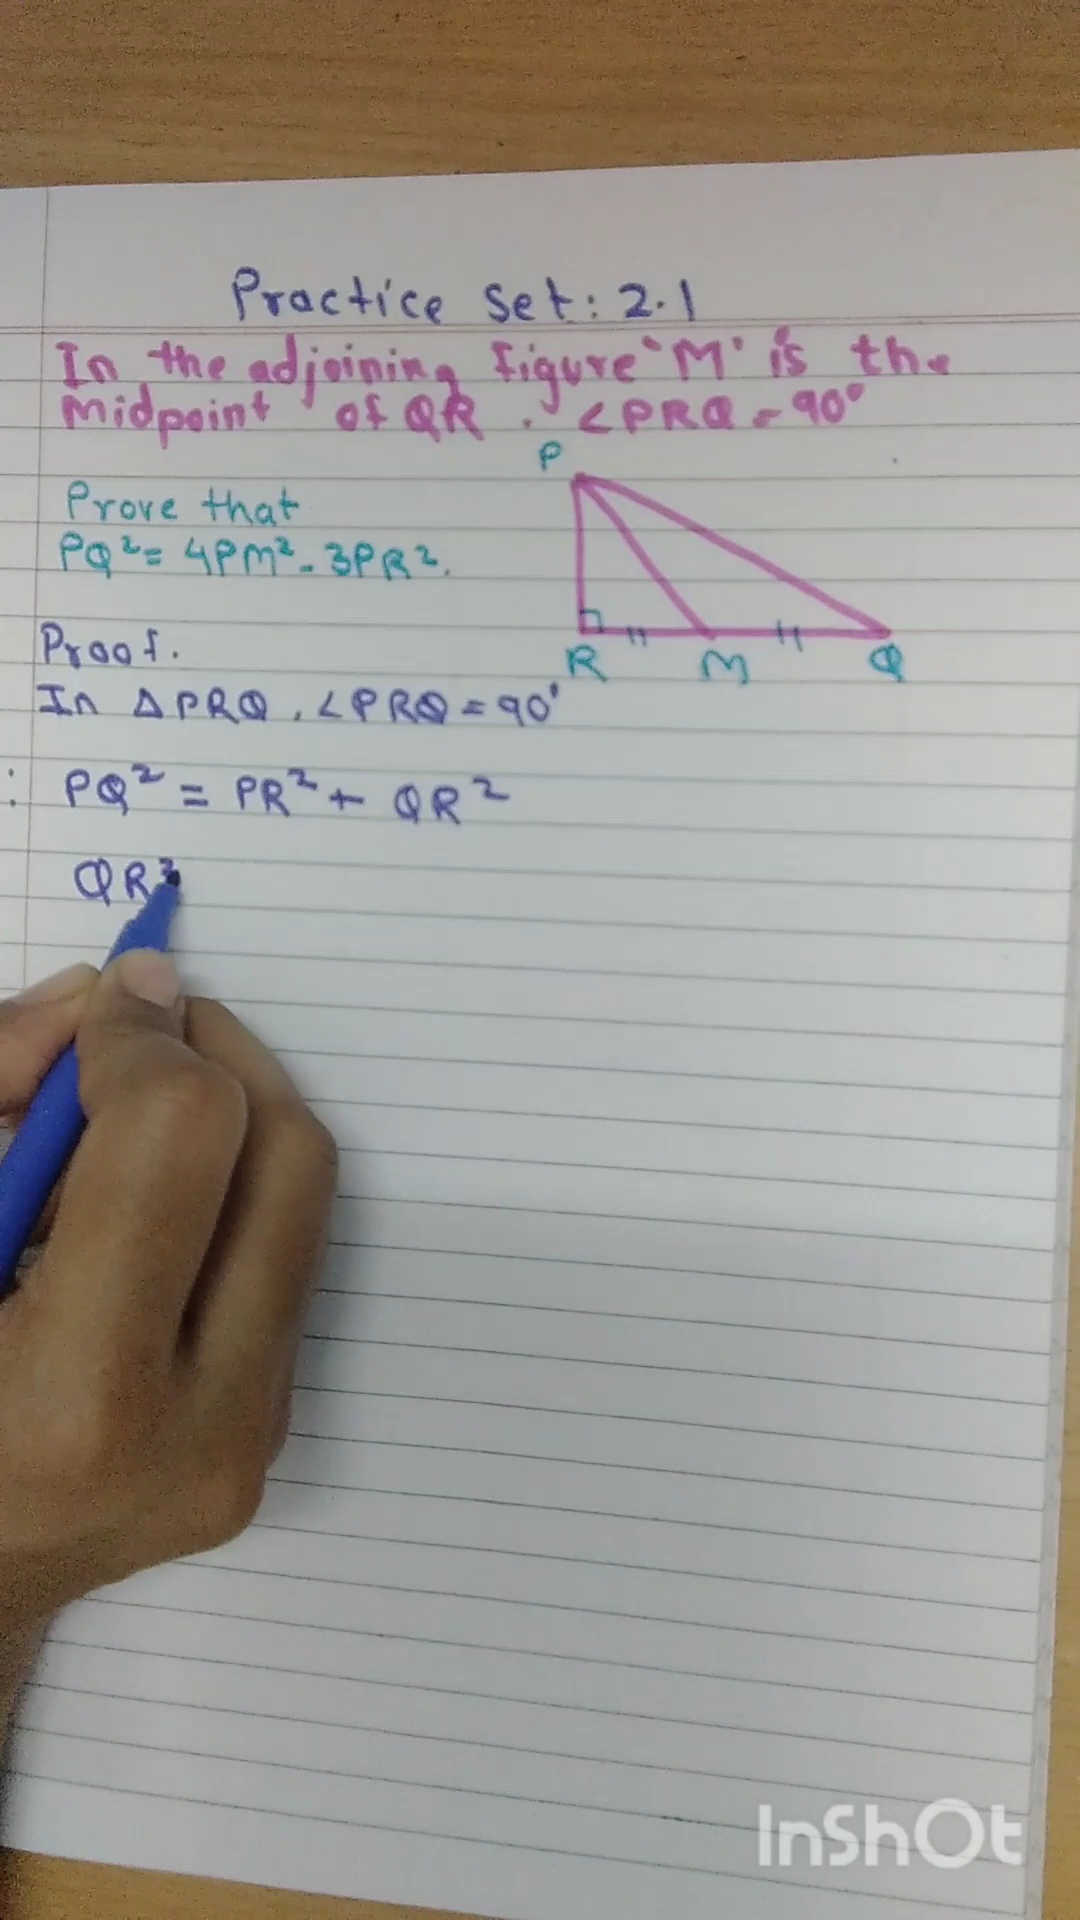 Practice Set: 2.1
In the adjoining figure 'M' is the
midpoint of QR. ∠PRQ = 90°
P
Prove that
PQ² = 4PM² - 3PR².
Proof.
R M Q
In △PRQ, ∠PRQ = 90°
∴ PQ² = PR² + QR²
QR²
InShOt